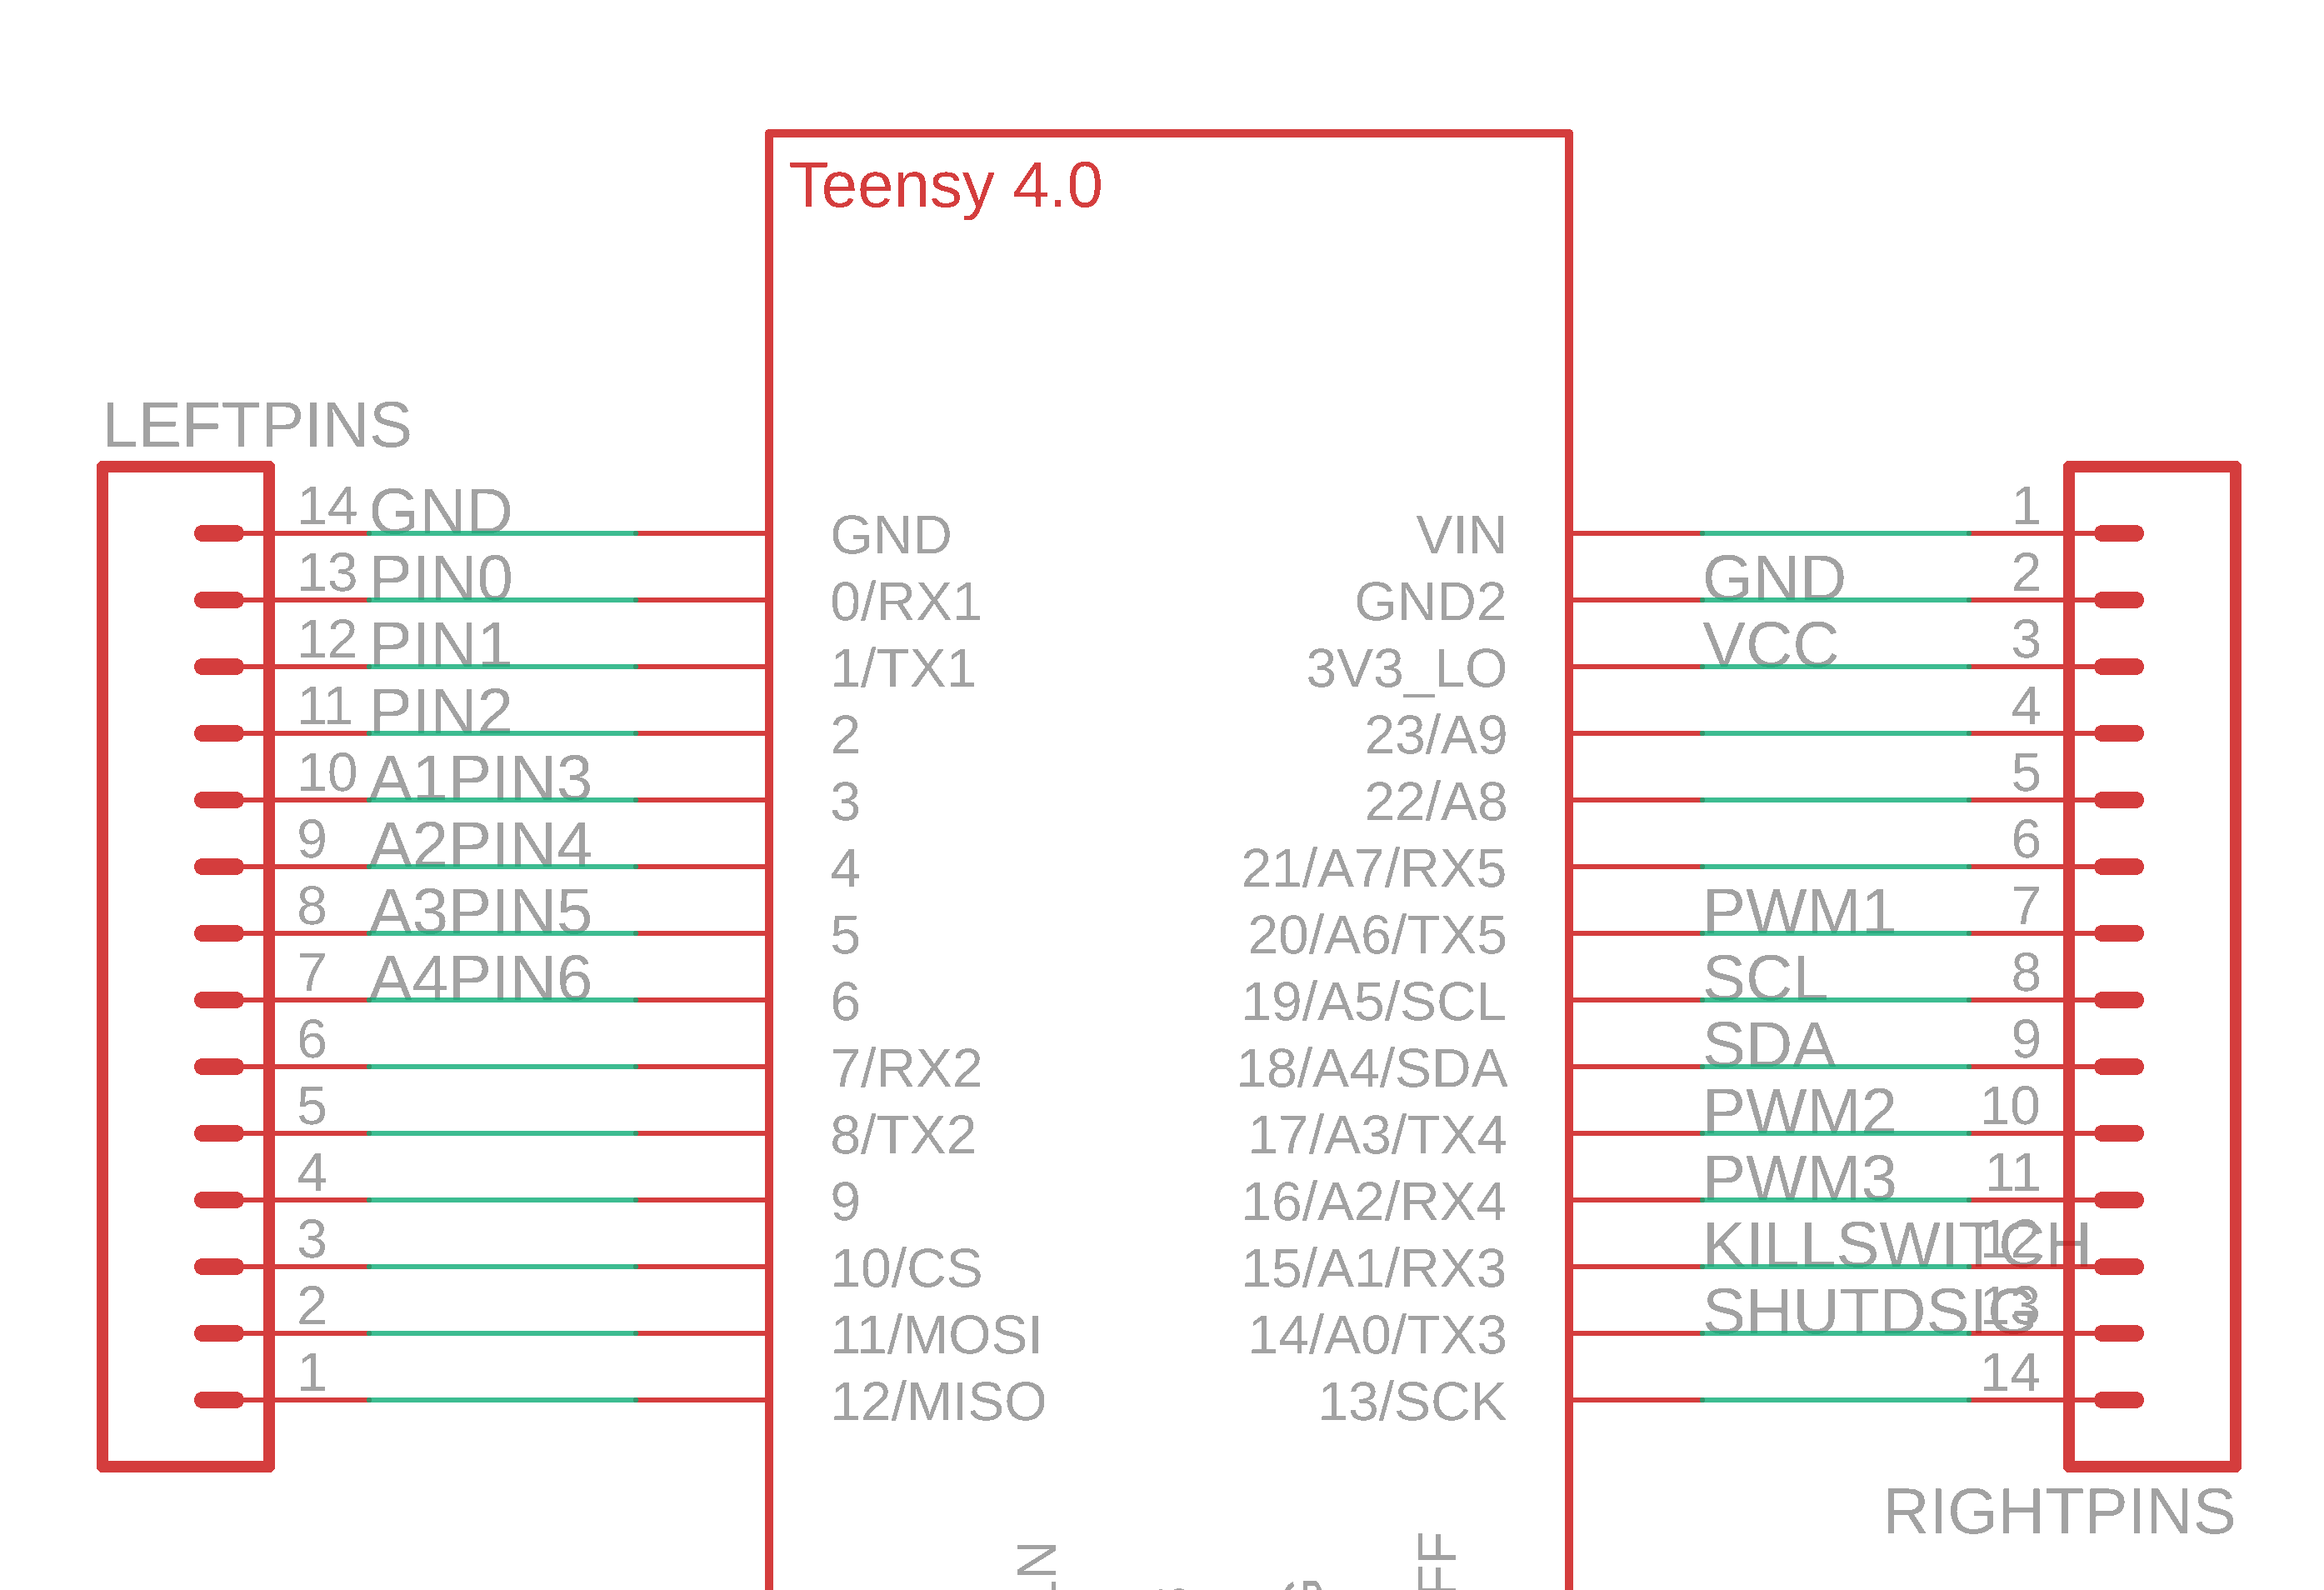 Teensy 4.0
LEFTPINS
14 GND GND VIN 1
13 PIN0 0/RX1 GND2 GND 2
12 PIN1 1/TX1 3V3_LO VCC 3
11 PIN2 2 23/A9 4
10 A1PIN3 3 22/A8 5
9 A2PIN4 4 21/A7/RX5 6
8 A3PIN5 5 20/A6/TX5 PWM1 7
7 A4PIN6 6 19/A5/SCL SCL 8
6 7/RX2 18/A4/SDA SDA 9
5 8/TX2 17/A3/TX4 PWM2 10
4 9 16/A2/RX4 PWM3 11
3 10/CS 15/A1/RX3 KILLSWITCH 12
2 11/MOSI 14/A0/TX3 SHUTDSIG 13
1 12/MISO 13/SCK 14
RIGHTPINS